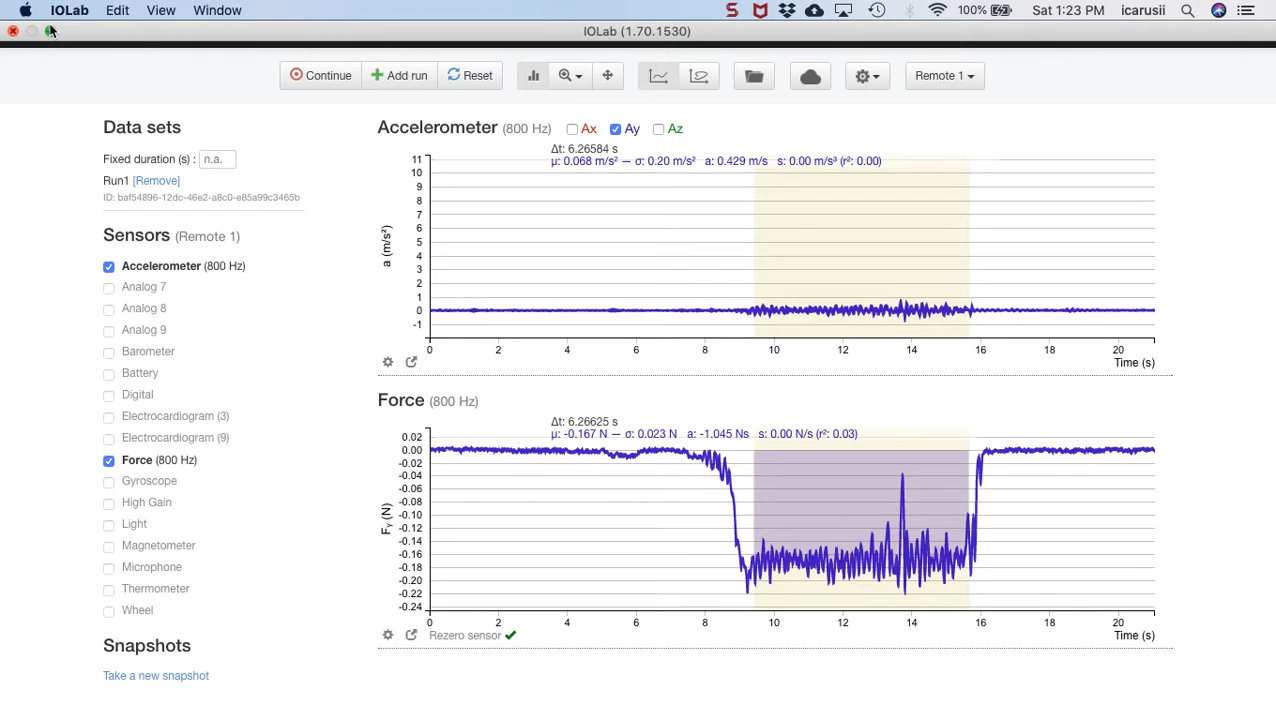 IOLab Edit View Window 100% Sat 1:23 PM icarusii
IOLab (1.70.1530)
Continue Add run Reset Remote 1
Data sets
Fixed duration (s) : n.a.
Run1 [Remove]
ID: baf54896-12dc-46e2-a8c0-e85a99c3465b
Sensors (Remote 1)
Accelerometer (800 Hz)
Analog 7
Analog 8
Analog 9
Barometer
Battery
Digital
Electrocardiogram (3)
Electrocardiogram (9)
Force (800 Hz)
Gyroscope
High Gain
Light
Magnetometer
Microphone
Thermometer
Wheel
Snapshots
Take a new snapshot
Accelerometer (800 Hz) Ax Ay Az
Δt: 6.26584 s
μ: 0.068 m/s² — σ: 0.20 m/s² a: 0.429 m/s s: 0.00 m/s³ (r²: 0.00)
11
10
9
8
7
6
5
4
3
2
1
0
-1
a (m/s²)
0 2 4 6 8 10 12 14 16 18 20
Time (s)
Force (800 Hz)
Δt: 6.26625 s
μ: -0.167 N — σ: 0.023 N a: -1.045 Ns s: 0.00 N/s (r²: 0.03)
0.02
0.00
-0.02
-0.04
-0.06
-0.08
-0.10
-0.12
-0.14
-0.16
-0.18
-0.20
-0.22
-0.24
Fᵧ (N)
0 2 4 6 8 10 12 14 16 18 20
Rezero sensor Time (s)